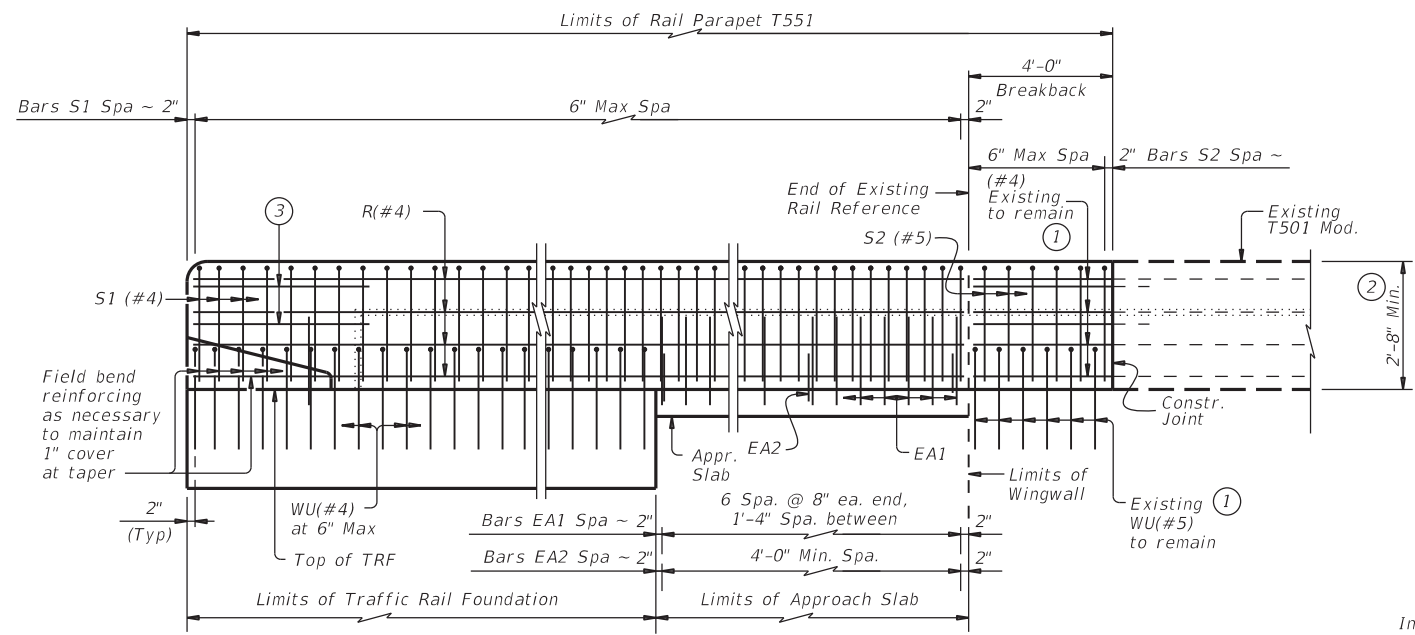 Limits of Rail Parapet T551
4'-0"
Breakback
Bars S1 Spa ~ 2"
6" Max Spa
2"
6" Max Spa
2" Bars S2 Spa ~
(#4)
Existing
to remain
1
End of Existing
Rail Reference
3
R(#4)
S2 (#5)
Existing
T501 Mod.
S1 (#4)
2
2'-8" Min.
Field bend
reinforcing
as necessary
to maintain
1" cover
at taper
Constr.
Joint
Appr.
Slab
EA2
EA1
Limits of
Wingwall
2"
(Typ)
WU(#4)
at 6" Max
Top of TRF
6 Spa. @ 8" ea. end,
1'-4" Spa. between
Bars EA1 Spa ~ 2"
2"
Existing
WU(#5)
to remain
1
Bars EA2 Spa ~ 2"
4'-0" Min. Spa.
2"
Limits of Traffic Rail Foundation
Limits of Approach Slab
In